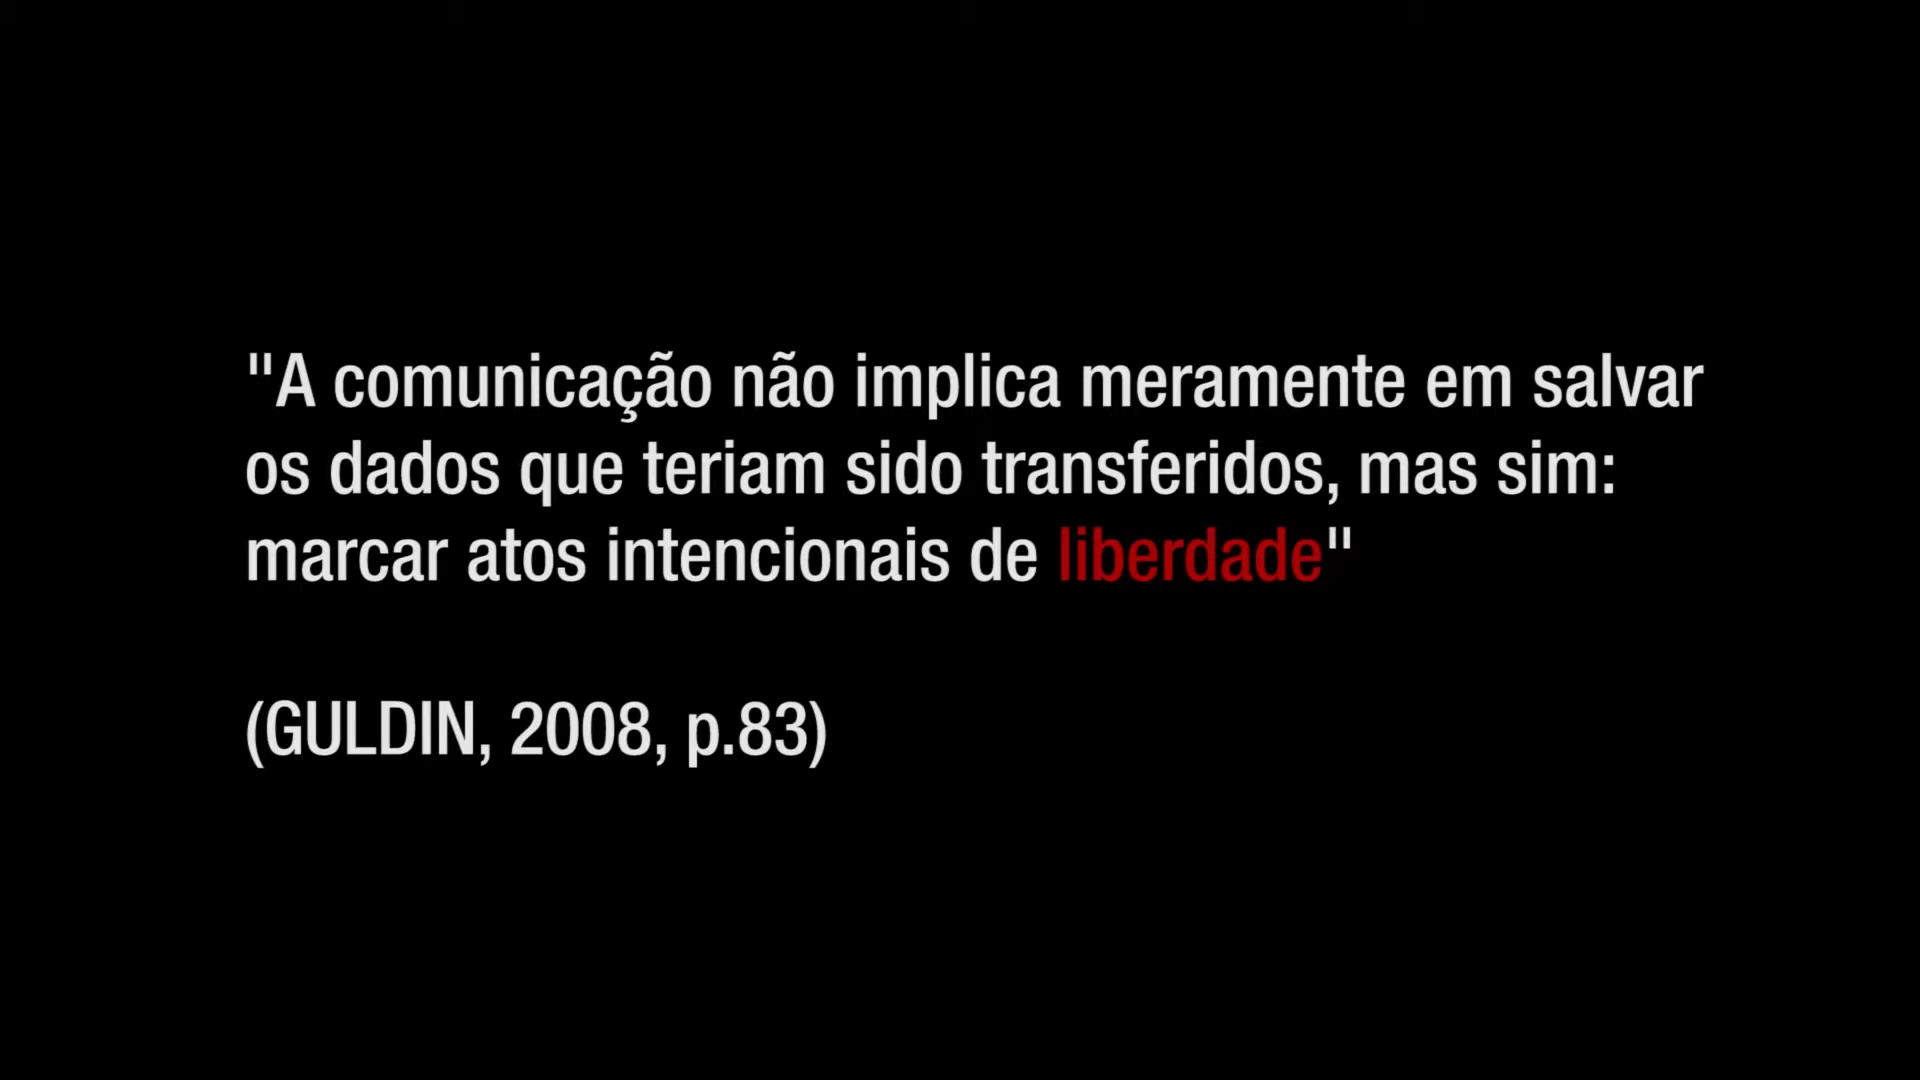 "A comunicação não implica meramente em salvar
os dados que teriam sido transferidos, mas sim:
marcar atos intencionais de liberdade"
(GULDIN, 2008, p.83)